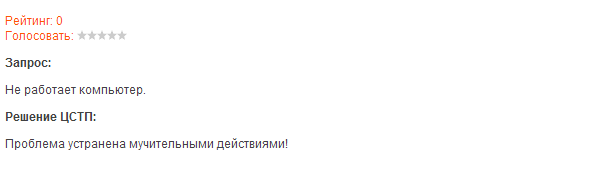 Рейтинг: 0
Голосовать:
Запрос:
Не работает компьютер.
Решение ЦСТП:
Проблема устранена мучительными действиями!